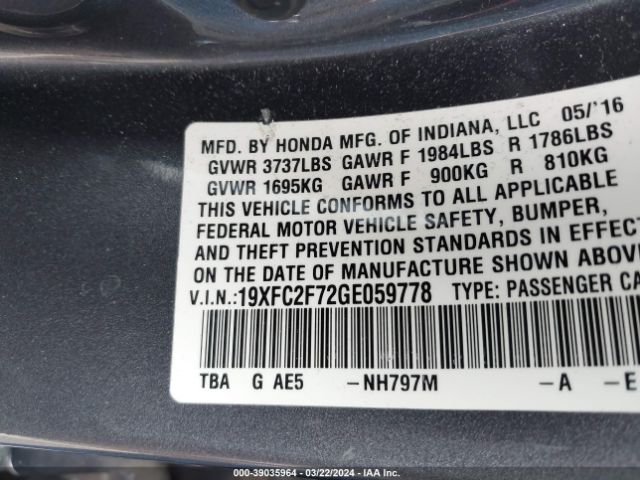 MFD. BY HONDA MFG. OF INDIANA, LLC 05/'16
GVWR 3737LBS GAWR F 1984LBS R 1786LBS
GVWR 1695KG GAWR F 900KG R 810KG
THIS VEHICLE CONFORMS TO ALL APPLICABLE
FEDERAL MOTOR VEHICLE SAFETY, BUMPER,
AND THEFT PREVENTION STANDARDS IN EFFECT
ON THE DATE OF MANUFACTURE SHOWN ABOVE
V.I.N.:19XFC2F72GE059778 TYPE: PASSENGER CA
TBA G AE5 -NH797M -A -E
#39035964 - 03/22/2024 - IAA Inc.